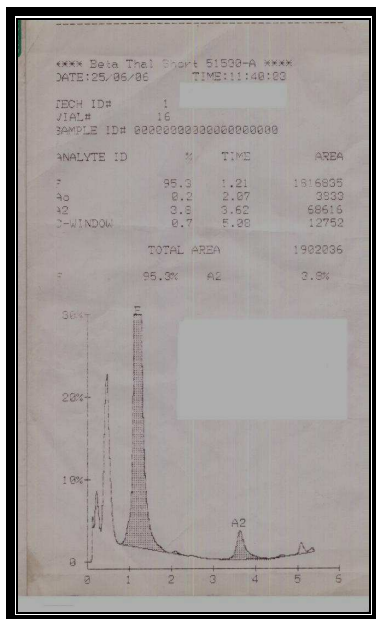 **** Beta Thal Short 51530-A ****
DATE:25/06/06 TIME:11:40:03
TECH ID# 1
VIAL# 16
SAMPLE ID#
ANALYTE ID % TIME AREA
F 95.3 1.21 1816835
Ao 0.2 2.07 3833
A2 3.8 3.62 68616
C-WINDOW 0.7 5.08 12752
TOTAL AREA 1902036
F 95.3% A2 3.8%
30%
F
20%
10%
A2
0
0 1 2 3 4 5 6